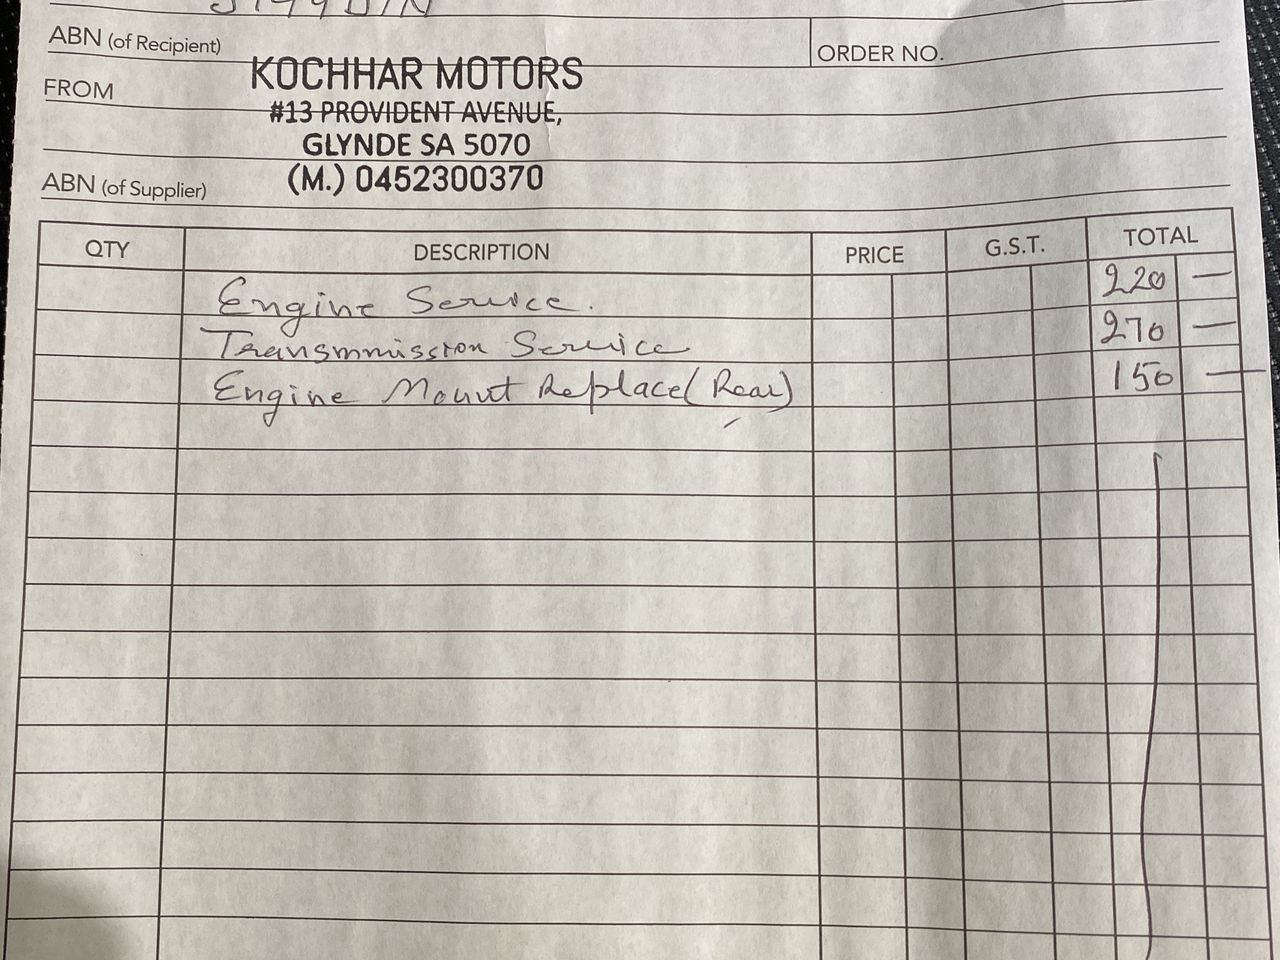 ABN (of Recipient)
ORDER NO.
KOCHHAR MOTORS
FROM
#13 PROVIDENT AVENUE,
GLYNDE SA 5070
ABN (of Supplier)
(M.) 0452300370
QTY DESCRIPTION PRICE G.S.T. TOTAL
Engine Service. 220 —
Transmmission Service 270 —
Engine Mount Replace (Rear) 150 —